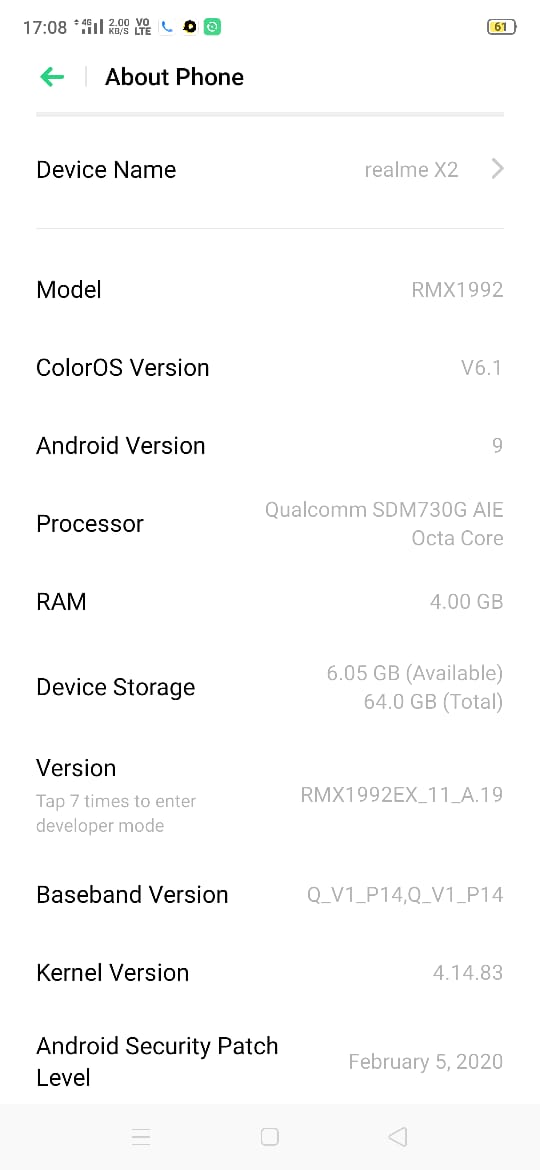 17:08 4G 2.00 KB/S VO LTE 61
About Phone
Device Name realme X2
Model RMX1992
ColorOS Version V6.1
Android Version 9
Processor Qualcomm SDM730G AIE
Octa Core
RAM 4.00 GB
Device Storage 6.05 GB (Available)
64.0 GB (Total)
Version
Tap 7 times to enter
developer mode
RMX1992EX_11_A.19
Baseband Version Q_V1_P14,Q_V1_P14
Kernel Version 4.14.83
Android Security Patch
Level
February 5, 2020